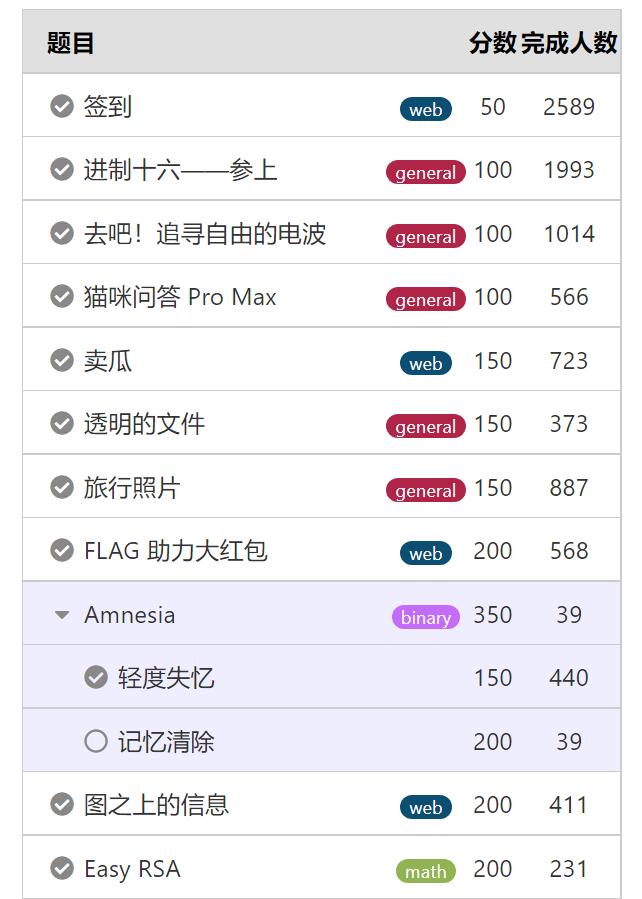 题目 分数 完成人数
签到 web 50 2589
进制十六——参上 general 100 1993
去吧！追寻自由的电波 general 100 1014
猫咪问答 Pro Max general 100 566
卖瓜 web 150 723
透明的文件 general 150 373
旅行照片 general 150 887
FLAG 助力大红包 web 200 568
Amnesia binary 350 39
轻度失忆 150 440
记忆清除 200 39
图之上的信息 web 200 411
Easy RSA math 200 231